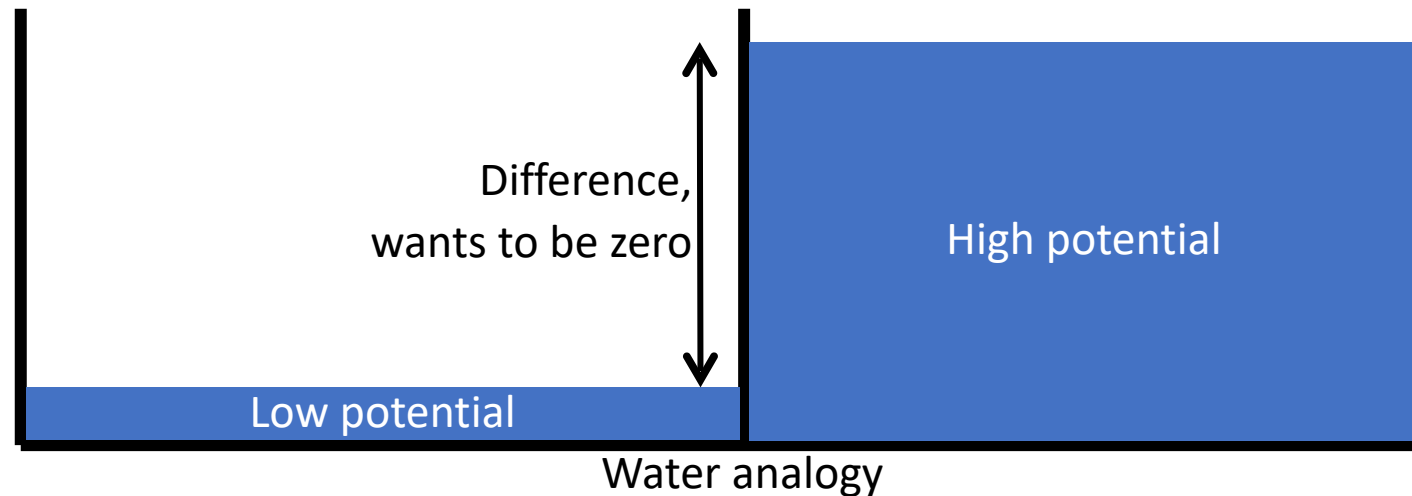 Difference,
wants to be zero
High potential
Low potential
Water analogy